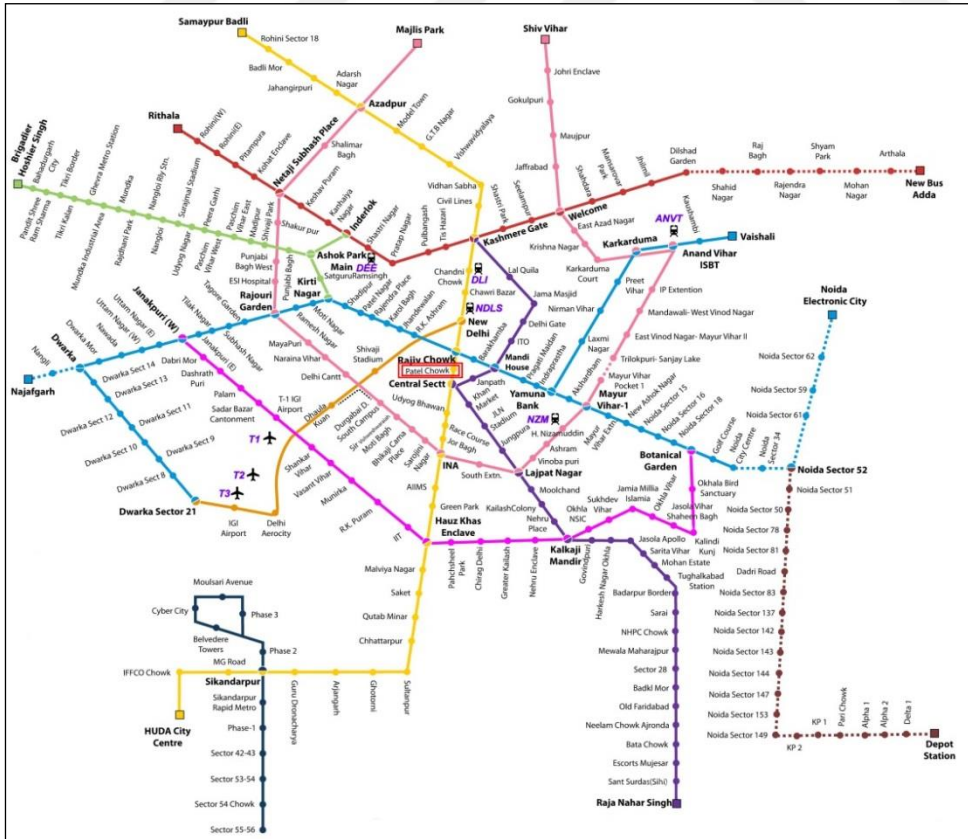 Samaypur Badli
Rohini Sector 18
Badli Mor
Jahangirpuri
Adarsh
Nagar
Azadpur
Model Town
G.T.B Nagar
Vishwavidyalaya
Vidhan Sabha
Civil Lines
Majlis Park
Shalimar
Bagh
Netaji Subhash Place
Shakur pur
Shivaji Park
Punjabi
Bagh West
ESI Hospital
Rajouri
Garden
Shiv Vihar
Johri Enclave
Gokulpuri
Maujpur
Jaffrabad
Welcome
East Azad Nagar
Krishna Nagar
Karkarduma
Court
Karkarduma
ANVT
Kaushambi
Vaishali
Anand Vihar
ISBT
Rithala
Rohini(W)
Rohini(E)
Pitampura
Kohat Enclave
Keshav Puram
Kanhaiya
Nagar
Inderlok
Shastri Nagar
Pratap Nagar
Pulbangash
Tis Hazari
Kashmere Gate
Shastri Park
Seelampur
Shahdara
Mansarovar
Park
Jhilmil
Dilshad Garden
Shahid
Nagar
Raj
Bagh
Rajendra
Nagar
Shyam
Park
Mohan
Nagar
Arthala
New Bus
Adda
Brigadier
Hoshier Singh
Bahadurgarh
City
Pandit Shree
Ram Sharma
Tikri Border
Tikri Kalan
Gheera Metro Station
Mundka Industrial Area
Mundka
Rajdhani Park
Nangloi Rly Stn.
Nangloi
Surajmal Stadium
Udyog Nagar
Peera Garhi
Paschim
Vihar West
Paschim
Vihar East
Madipur
Punjabi Bagh
Ashok Park
Main
DEE
SatguruRamsingh
Kirti
Nagar
DLI
Chandni
Chowk
Chawri Bazar
NDLS
New
Delhi
Rajiv Chowk
Patel Chowk
Central Sectt
Udyog Bhawan
Race Course
Jor Bagh
INA
AIIMS
Green Park
Hauz Khas
Enclave
Malviya Nagar
Saket
Qutab Minar
Chhattarpur
Sultanpur
Ghotorni
Arjangarh
Guru Dronacharya
Sikandarpur
MG Road
IFFCO Chowk
HUDA City
Centre
Lal Quila
Jama Masjid
Delhi Gate
ITO
Mandi
House
Janpath
Khan
Market
JLN
Stadium
Jungpura
Lajpat Nagar
Moolchand
KailashColony
Nehru
Place
Kalkaji
Mandir
Govindpuri
Harkesh Nagar Okhla
Jasola Apollo
Sarita Vihar
Mohan Estate
Tughalkabad
Station
Badarpur Border
Sarai
NHPC Chowk
Mewala Maharajpur
Sector 28
Badkl Mor
Old Faridabad
Neelam Chowk Ajronda
Bata Chowk
Escorts Mujesar
Sant Surdas(Sihi)
Raja Nahar Singh
Najafgarh
Nangli
Dwarka
Dwarka Mor
Nawada
Uttam Nagar (W)
Uttam Nagar (E)
Janakpuri (W)
Janakpuri (E)
Tilak Nagar
Subhash Nagar
Tagore Garden
Ramesh Nagar
Moti Nagar
Shadipur
Patel Nagar
Rajendra Place
Karol Bagh
Jhandewalan
R.K. Ashram
Barakhamba
Pragati Maidan
Indraprastha
Yamuna
Bank
Laxmi
Nagar
Nirman Vihar
Preet
Vihar
Akshardham
Mayur
Vihar-1
Mayur
Vihar Extn.
New Ashok Nagar
Noida Sector 15
Noida Sector 16
Noida Sector 18
Botanical
Garden
Golf Course
Noida
City Centre
Noida
Sector 34
Noida Sector 52
Noida Sector 61
Noida Sector 59
Noida Sector 62
Noida
Electronic City
Dwarka Sect 14
Dwarka Sect 13
Dwarka Sect 12
Dwarka Sect 11
Dwarka Sect 10
Dwarka Sect 9
Dwarka Sect 8
Dwarka Sector 21
IGI
Airport
Delhi
Aerocity
Dhaula
Kuan
Shivaji
Stadium
T1
T2
T3
MayaPuri
Naraina Vihar
Delhi Cantt
Durgabai D.
South Campus
Moti Bagh
Bhikaji Cama
Place
Sarojini
Nagar
South Extn.
Vinoba puri
Ashram
H. Nizamuddin
NZM
Mayur Vihar
Pocket 1
Trilokpuri- Sanjay Lake
East Vinod Nagar- Mayur Vihar II
Mandawali- West Vinod Nagar
IP Extention
Dabri Mor
Dashrath
Puri
Palam
Sadar Bazar
Cantonment
T-1 IGI
Airport
Shankar
Vihar
Vasant Vihar
Munirka
R.K. Puram
IIT
Pahchsheel
Park
Chirag Delhi
Greater Kailash
Nehru Enclave
Okhla
NSIC
Sukhdev
Vihar
Jamia Millia
Islamia
Okhla Vihar
Jasola Vihar
Shaheen Bagh
Kalindi
Kunj
Okhala Bird
Sanctuary
Moulsari Avenue
Cyber City
Phase 3
Belvedere
Towers
Phase 2
Sikandarpur
Rapid Metro
Phase-1
Sector 42-43
Sector 53-54
Sector 54 Chowk
Sector 55-56
Noida Sector 51
Noida Sector 50
Noida Sector 78
Noida Sector 81
Dadri Road
Noida Sector 83
Noida Sector 137
Noida Sector 142
Noida Sector 143
Noida Sector 144
Noida Sector 147
Noida Sector 153
Noida Sector 149
KP 2
KP 1
Pari Chowk
Alpha 1
Alpha 2
Delta 1
Depot
Station